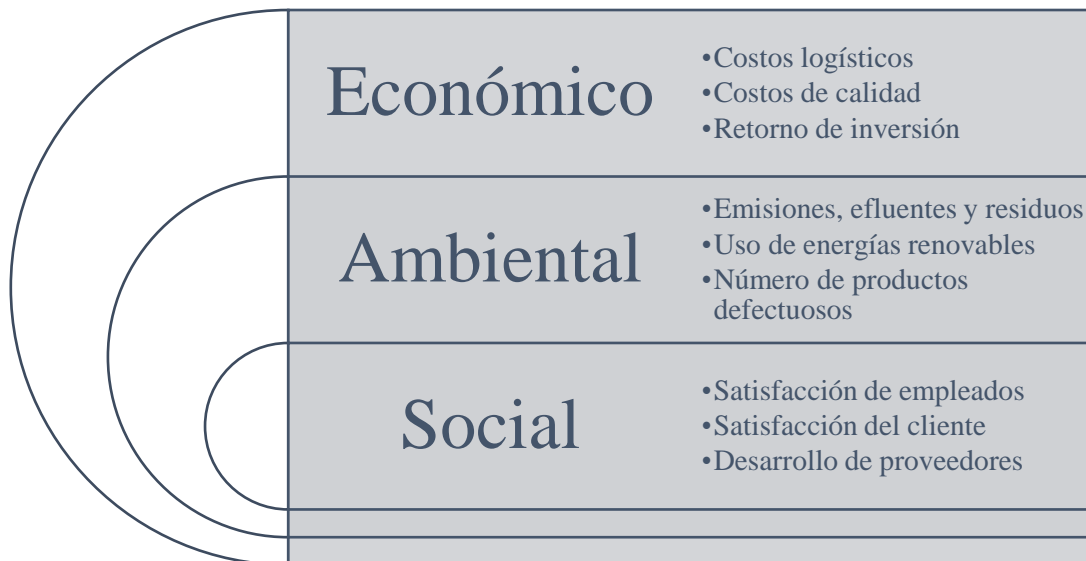 Económico
•Costos logísticos
•Costos de calidad
•Retorno de inversión
Ambiental
•Emisiones, efluentes y residuos
•Uso de energías renovables
•Número de productos
defectuosos
Social
•Satisfacción de empleados
•Satisfacción del cliente
•Desarrollo de proveedores